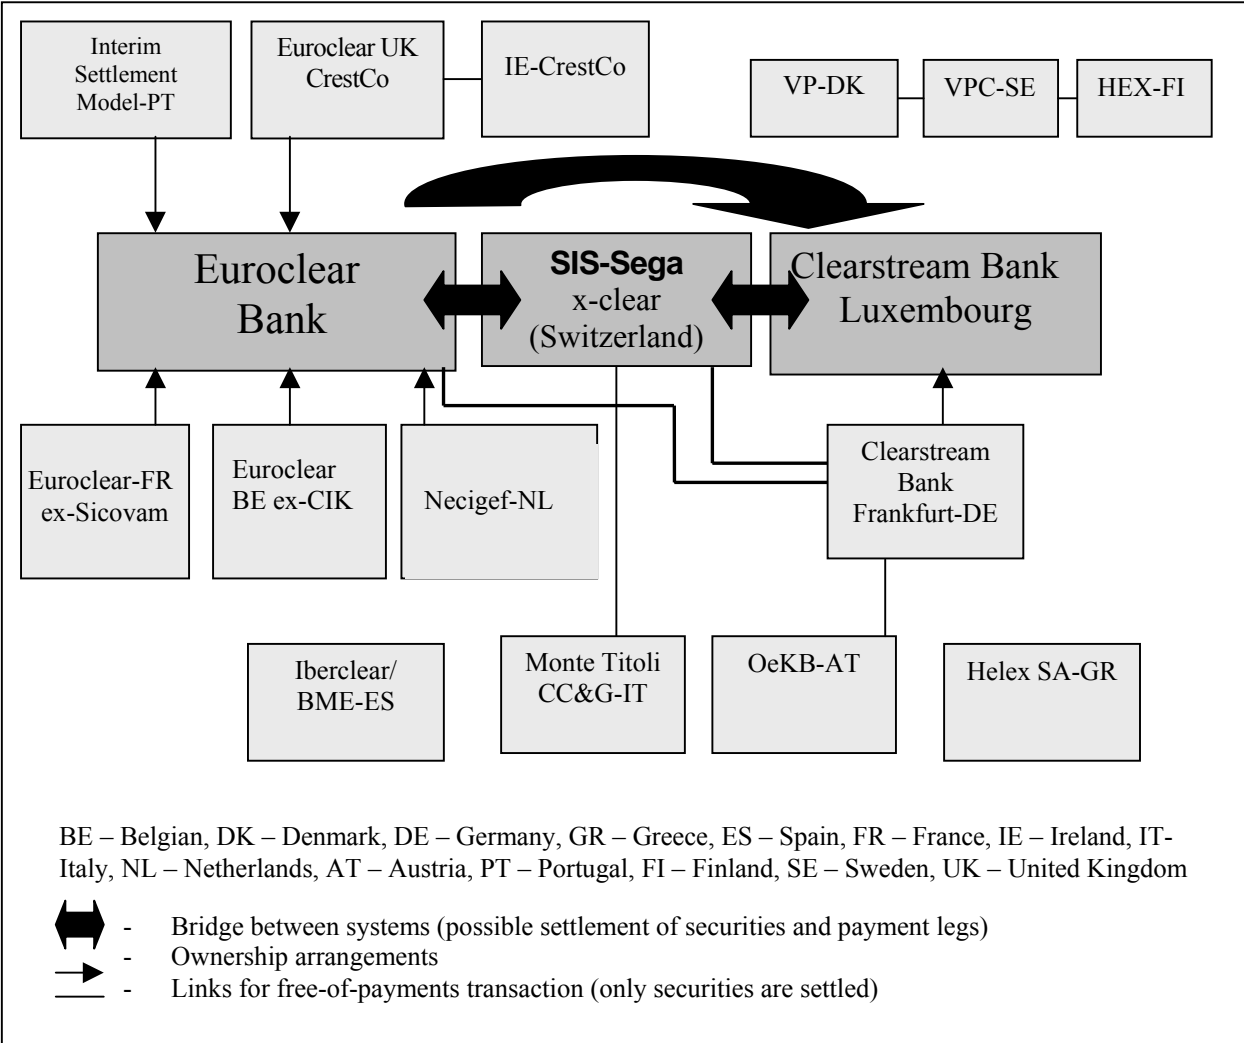 Interim
Settlement
Model-PT
Euroclear UK
CrestCo
IE-CrestCo
VP-DK
VPC-SE
HEX-FI
Euroclear
Bank
SIS-Sega
x-clear
(Switzerland)
Clearstream Bank
Luxembourg
Euroclear-FR
ex-Sicovam
Euroclear
BE ex-CIK
Necigef-NL
Clearstream
Bank
Frankfurt-DE
Iberclear/
BME-ES
Monte Titoli
CC&G-IT
OeKB-AT
Helex SA-GR
BE – Belgian, DK – Denmark, DE – Germany, GR – Greece, ES – Spain, FR – France, IE – Ireland, IT-
Italy, NL – Netherlands, AT – Austria, PT – Portugal, FI – Finland, SE – Sweden, UK – United Kingdom
- Bridge between systems (possible settlement of securities and payment legs)
- Ownership arrangements
- Links for free-of-payments transaction (only securities are settled)